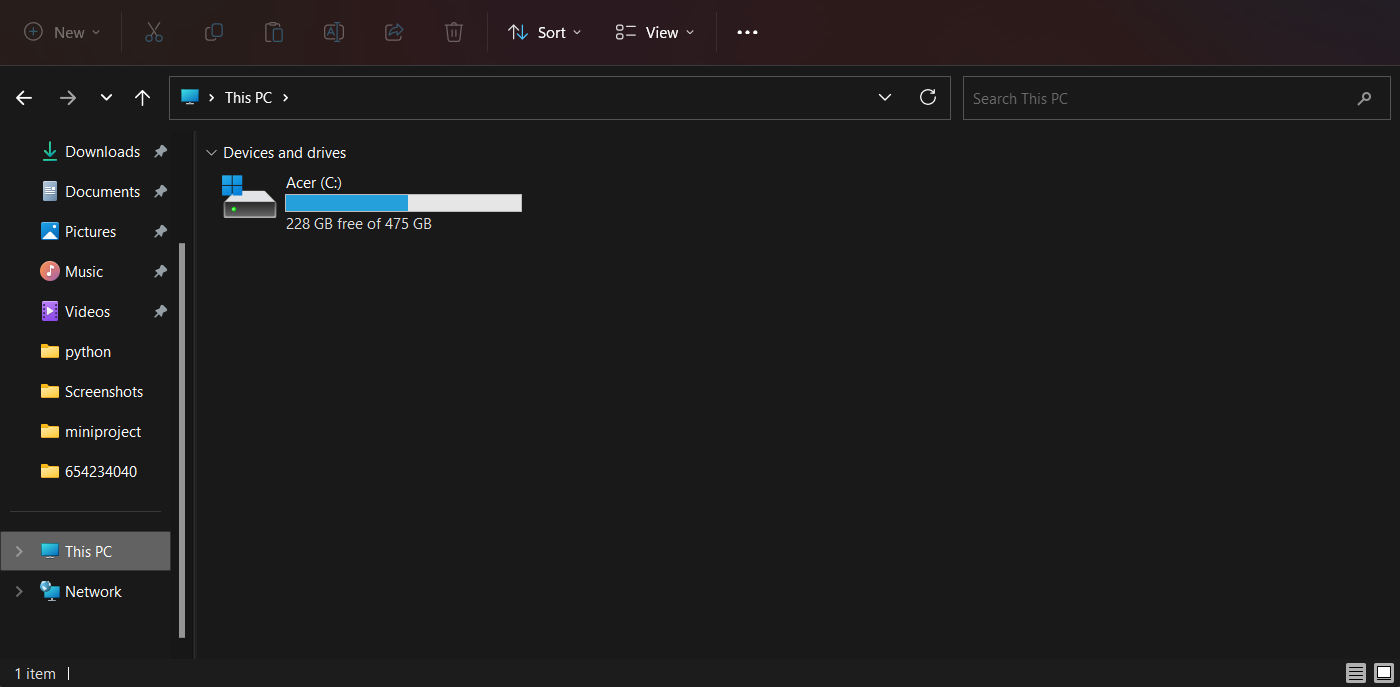 New
Sort
View
This PC
Search This PC
Downloads
Documents
Pictures
Music
Videos
python
Screenshots
miniproject
654234040
This PC
Network
Devices and drives
Acer (C:)
228 GB free of 475 GB
1 item